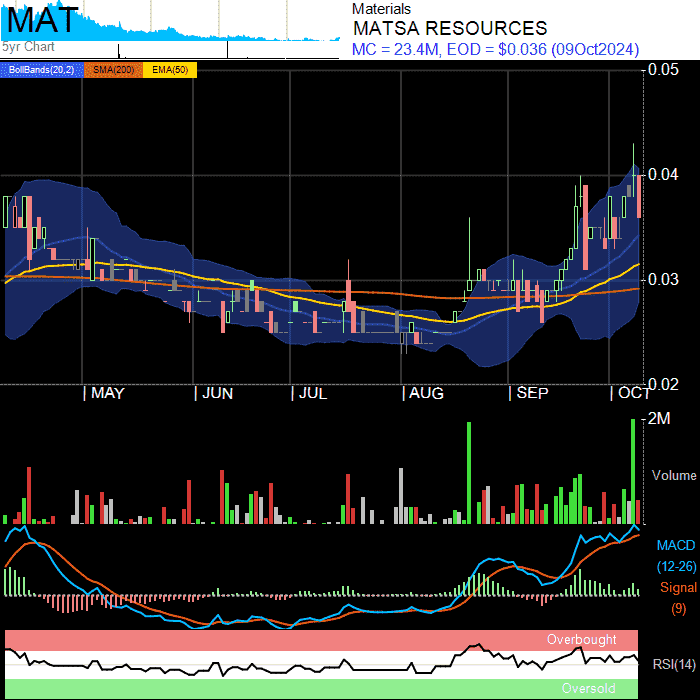 MAT
5yr Chart
Materials
MATSA RESOURCES
MC = 23.4M, EOD = $0.036 (09Oct2024)
BollBands(20,2) SMA(200) EMA(50)
0.05
0.04
0.03
0.02
MAY JUN JUL AUG SEP OCT
2M
Volume
MACD
(12-26)
Signal
(9)
Overbought
RSI(14)
Oversold